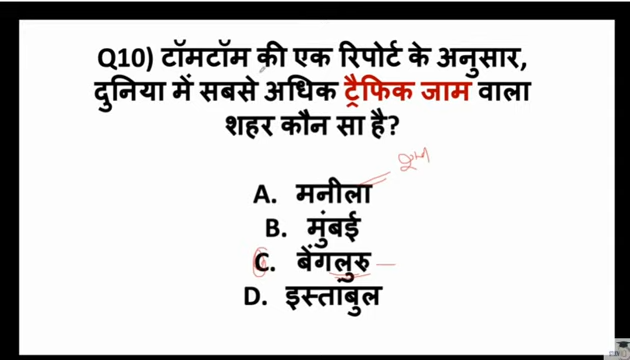 Q10) टॉमटॉम की एक रिपोर्ट के अनुसार,
दुनिया में सबसे अधिक ट्रैफिक जाम वाला
शहर कौन सा है?
A. मनीला
B. मुंबई
C. बेंगलुरु
D. इस्तांबुल